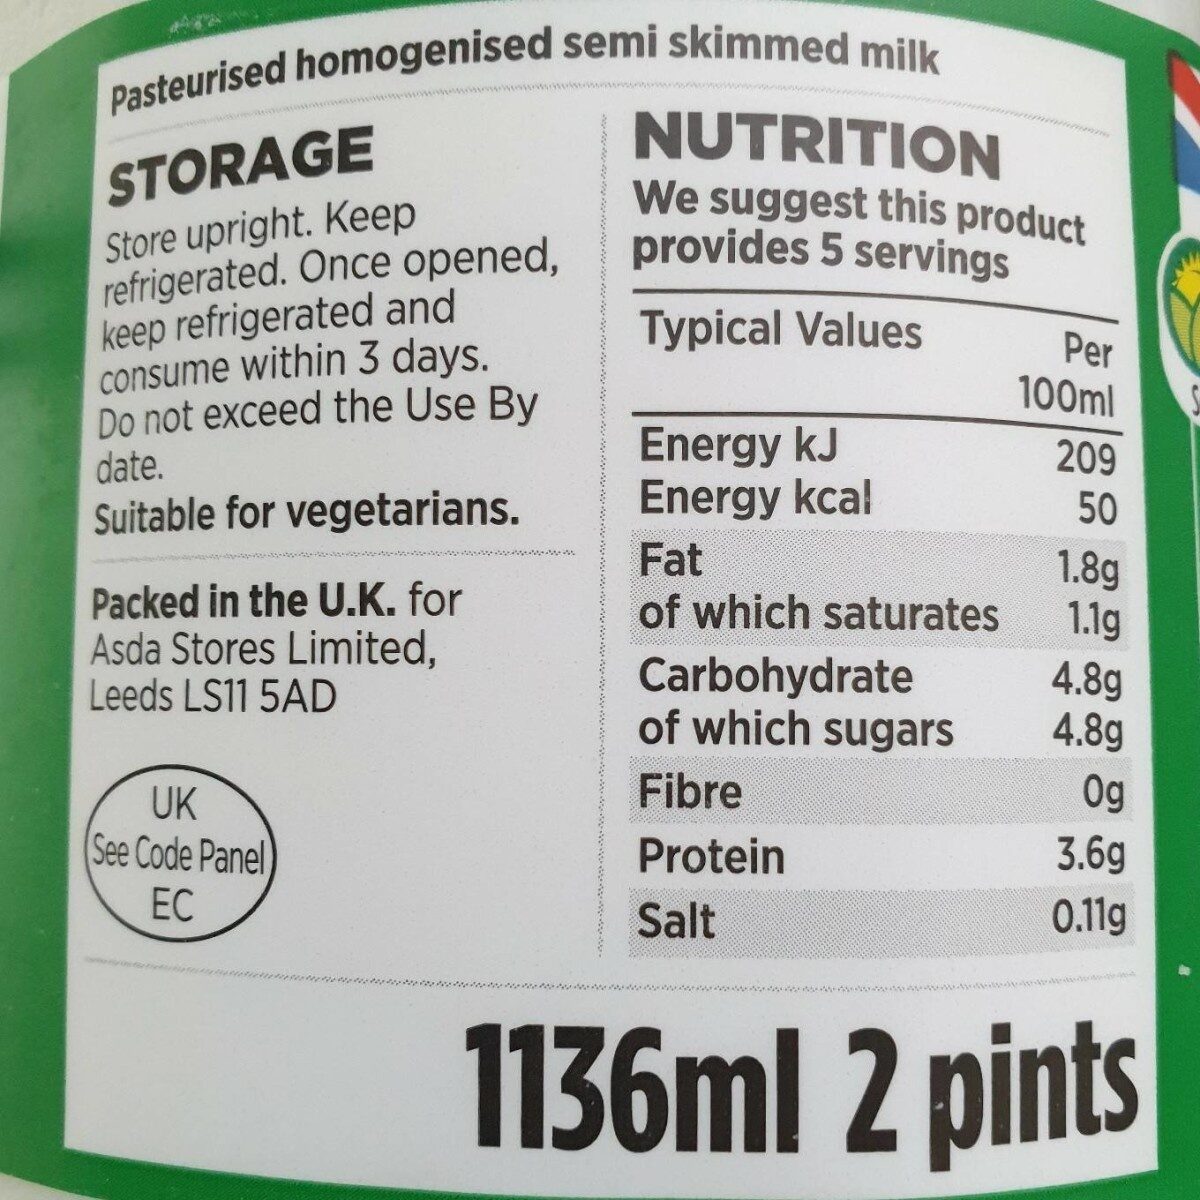 Pasteurised homogenised semi skimmed milk
STORAGE
Store upright. Keep
refrigerated. Once opened,
keep refrigerated and
consume within 3 days.
Do not exceed the Use By
date.
Suitable for vegetarians.
Packed in the U.K. for
Asda Stores Limited,
Leeds LS11 5AD
UK
See Code Panel
EC
NUTRITION
We suggest this product
provides 5 servings
Typical Values Per
100ml
Energy kJ 209
Energy kcal 50
Fat 1.8g
of which saturates 1.1g
Carbohydrate 4.8g
of which sugars 4.8g
Fibre 0g
Protein 3.6g
Salt 0.11g
1136ml 2 pints